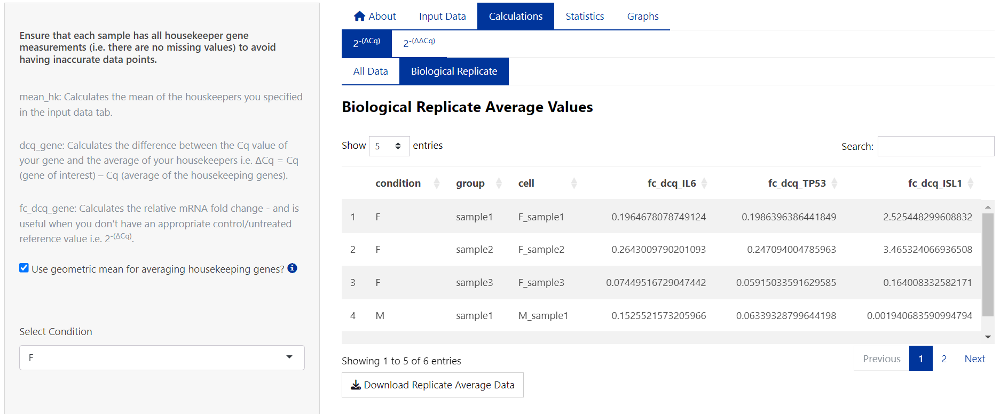 Ensure that each sample has all housekeeper gene
measurements (i.e. there are no missing values) to avoid
having inaccurate data points.
mean_hk: Calculates the mean of the houskeepers you specified
in the input data tab.
dcq_gene: Calculates the difference between the Cq value of
your gene and the average of your housekeepers i.e. ΔCq = Cq
(gene of interest) – Cq (average of the housekeeping genes).
fc_dcq_gene: Calculates the relative mRNA fold change - and is
useful when you don't have an appropriate control/untreated
reference value i.e. 2-(ΔCq).
Use geometric mean for averaging housekeeping genes?
Select Condition
F
About Input Data Calculations Statistics Graphs
2-(ΔCq) 2-(ΔΔCq)
All Data Biological Replicate
Biological Replicate Average Values
Show 5 entries Search:
condition group cell fc_dcq_IL6 fc_dcq_TP53 fc_dcq_ISL1
1 F sample1 F_sample1 0.1964678078749124 0.1986396386441849 2.525448299608832
2 F sample2 F_sample2 0.2643009790201093 0.247094004785963 3.465324066936508
3 F sample3 F_sample3 0.07449516729047442 0.05915033591629585 0.164008332582171
4 M sample1 M_sample1 0.1525521573205966 0.06339328799644198 0.001940683590994794
Showing 1 to 5 of 6 entries Previous 1 2 Next
Download Replicate Average Data